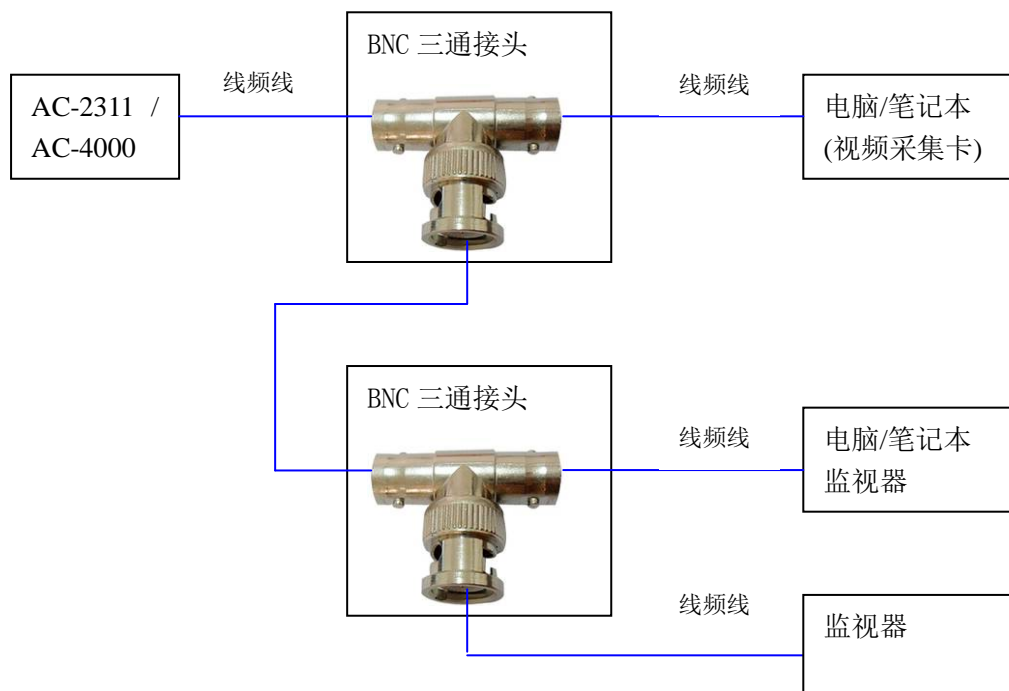 BNC 三通接头
线频线
线频线
AC-2311 /
AC-4000
电脑/笔记本
(视频采集卡)
BNC 三通接头
线频线
电脑/笔记本
监视器
线频线
监视器